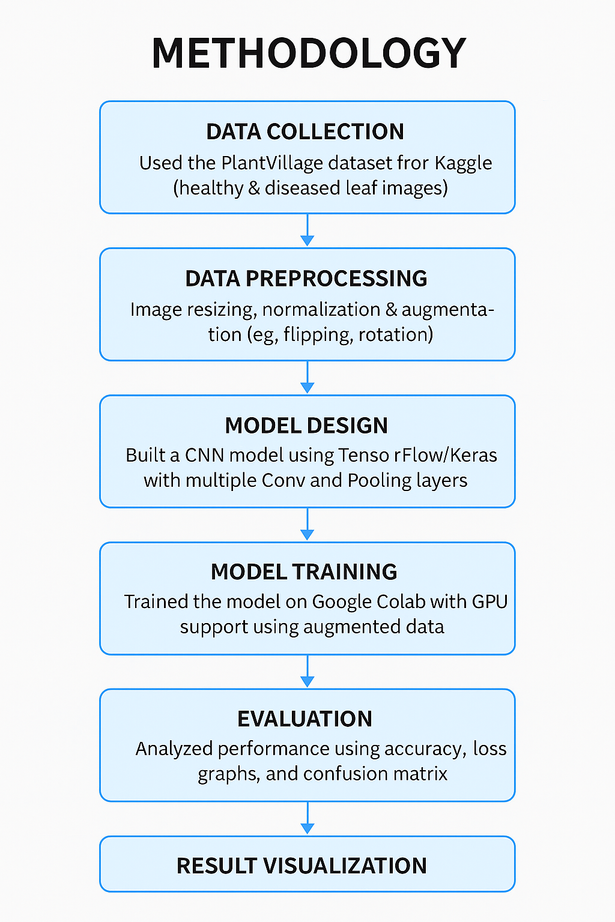 METHODOLOGY
DATA COLLECTION
Used the PlantVillage dataset fror Kaggle
(healthy & diseased leaf images)
DATA PREPROCESSING
Image resizing, normalization & augmenta-
tion (eg, flipping, rotation)
MODEL DESIGN
Built a CNN model using Tenso rFlow/Keras
with multiple Conv and Pooling layers
MODEL TRAINING
Trained the model on Google Colab with GPU
support using augmented data
EVALUATION
Analyzed performance using accuracy, loss
graphs, and confusion matrix
RESULT VISUALIZATION